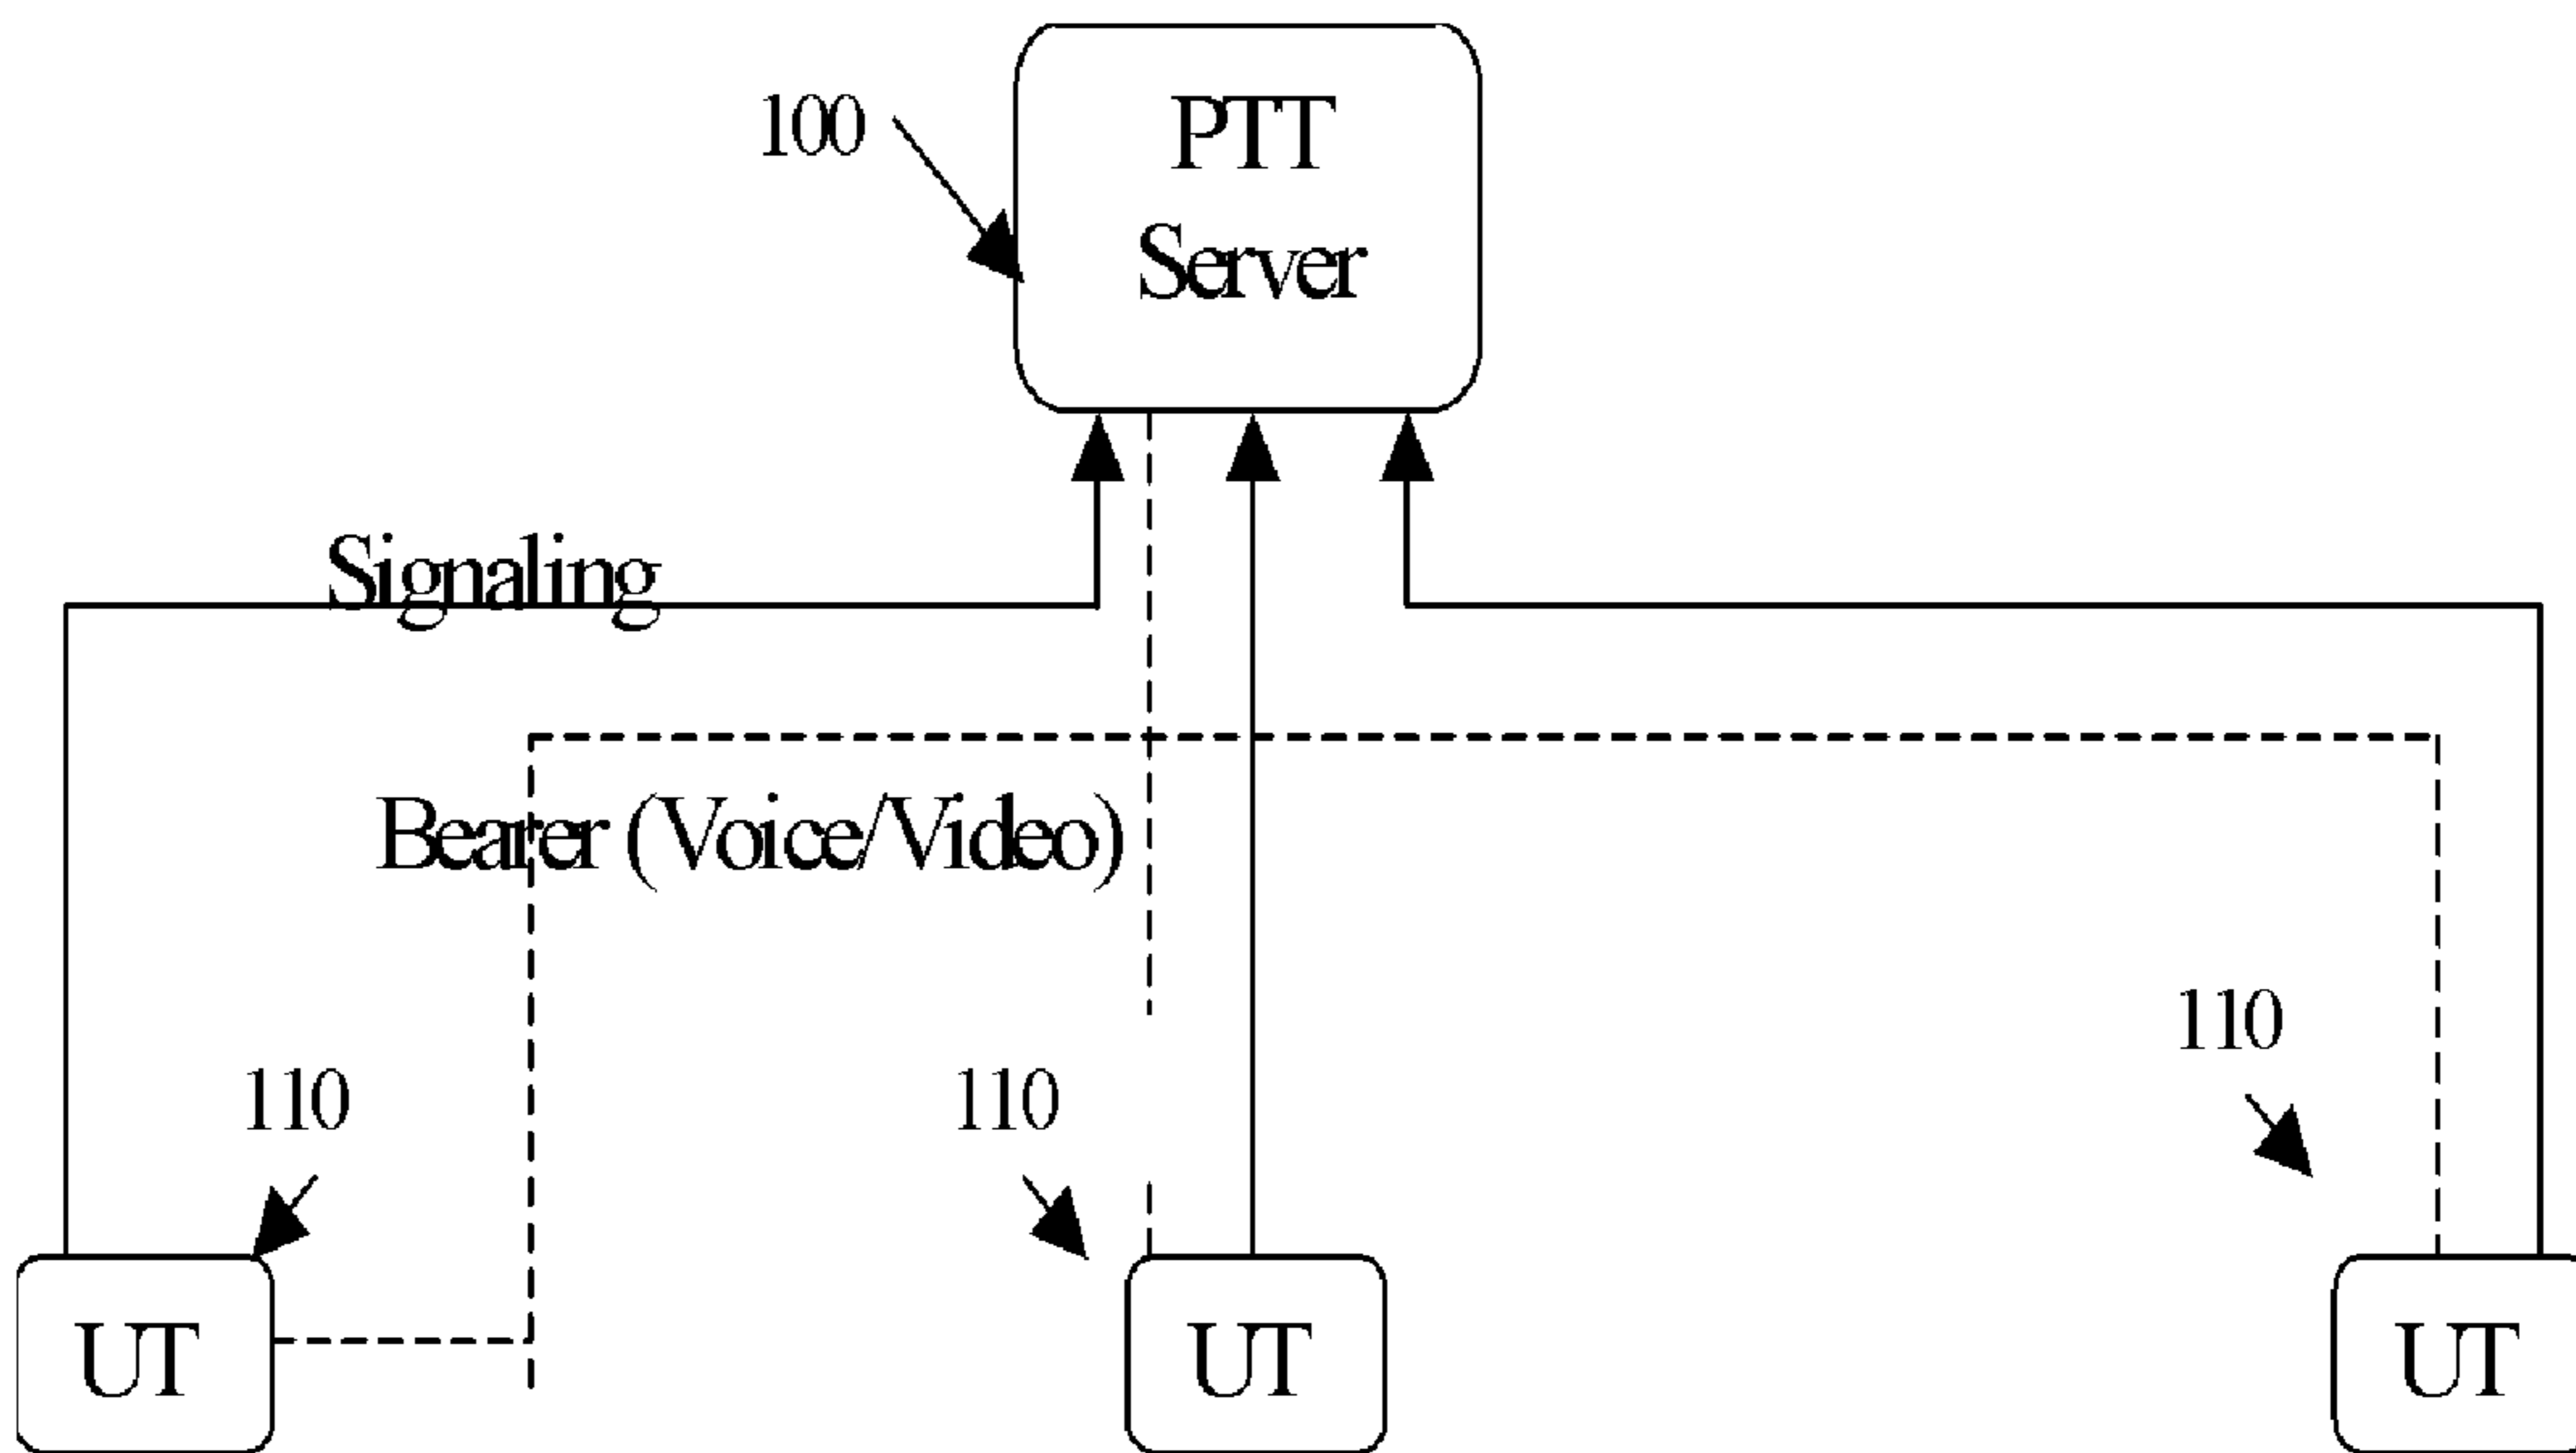 100
PTT
Server
Signaling
Bearer (Voice/Video)
110
110
110
UT
UT
UT